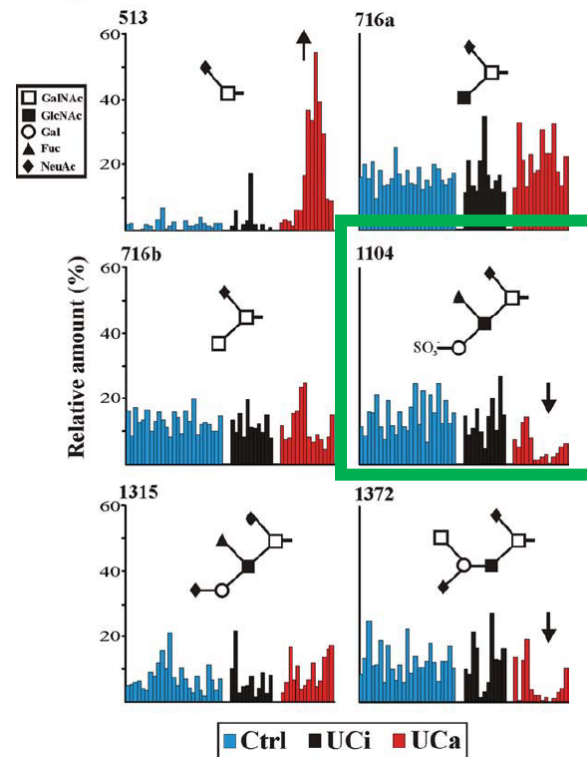 513
716a
60
40
20
GalNAc
GlcNAc
Gal
Fuc
NeuAc
716b
1104
60
40
20
SO3-
1315
1372
60
40
20
Relative amount (%)
Ctrl
UCi
UCa